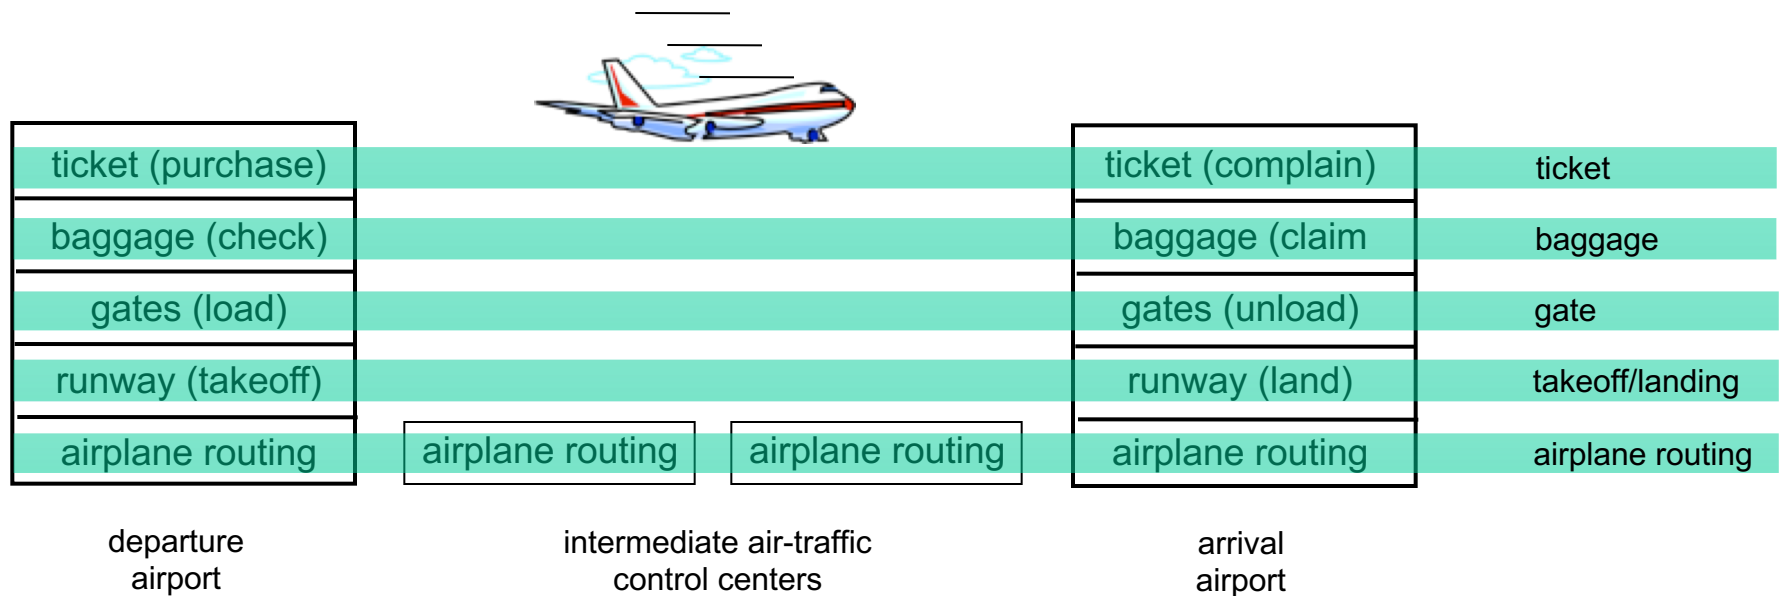 ticket (purchase) ticket (complain) ticket
baggage (check) baggage (claim baggage
gates (load) gates (unload) gate
runway (takeoff) runway (land) takeoff/landing
airplane routing airplane routing airplane routing airplane routing airplane routing
departure
airport
intermediate air-traffic
control centers
arrival
airport